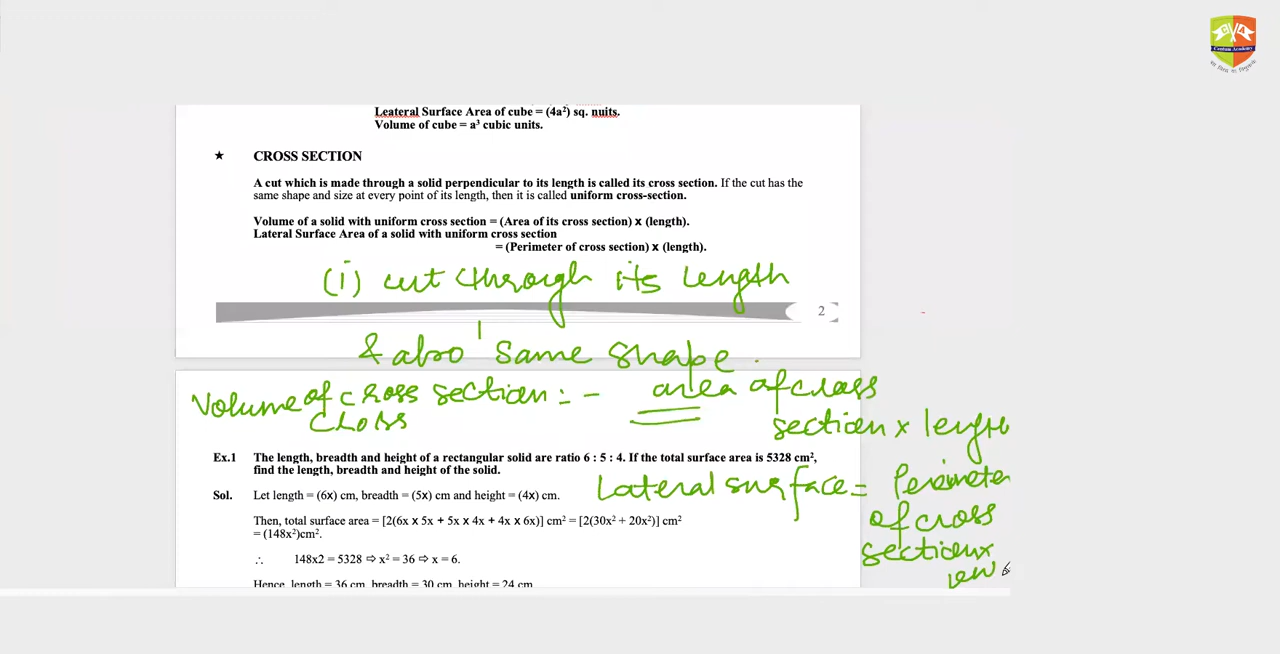 Centum Academy
Leateral Surface Area of cube = (4a²) sq. nuits.
Volume of cube = a³ cubic units.
★ CROSS SECTION
A cut which is made through a solid perpendicular to its length is called its cross section. If the cut has the
same shape and size at every point of its length, then it is called uniform cross-section.
Volume of a solid with uniform cross section = (Area of its cross section) x (length).
Lateral Surface Area of a solid with uniform cross section
= (Perimeter of cross section) x (length).
(i) cut through its length
2
& also same shape.
Volume of cross section :- area of cross
cross
section x length
Ex.1 The length, breadth and height of a rectangular solid are ratio 6 : 5 : 4. If the total surface area is 5328 cm²,
find the length, breadth and height of the solid.
Lateral surface = Perimeter
of cross
section x
len
Sol. Let length = (6x) cm, breadth = (5x) cm and height = (4x) cm.
Then, total surface area = [2(6x x 5x + 5x x 4x + 4x x 6x)] cm² = [2(30x² + 20x²)] cm²
= (148x²)cm².
∴ 148x2 = 5328 ⇒ x² = 36 ⇒ x = 6.
Hence, length = 36 cm, breadth = 30 cm, height = 24 cm